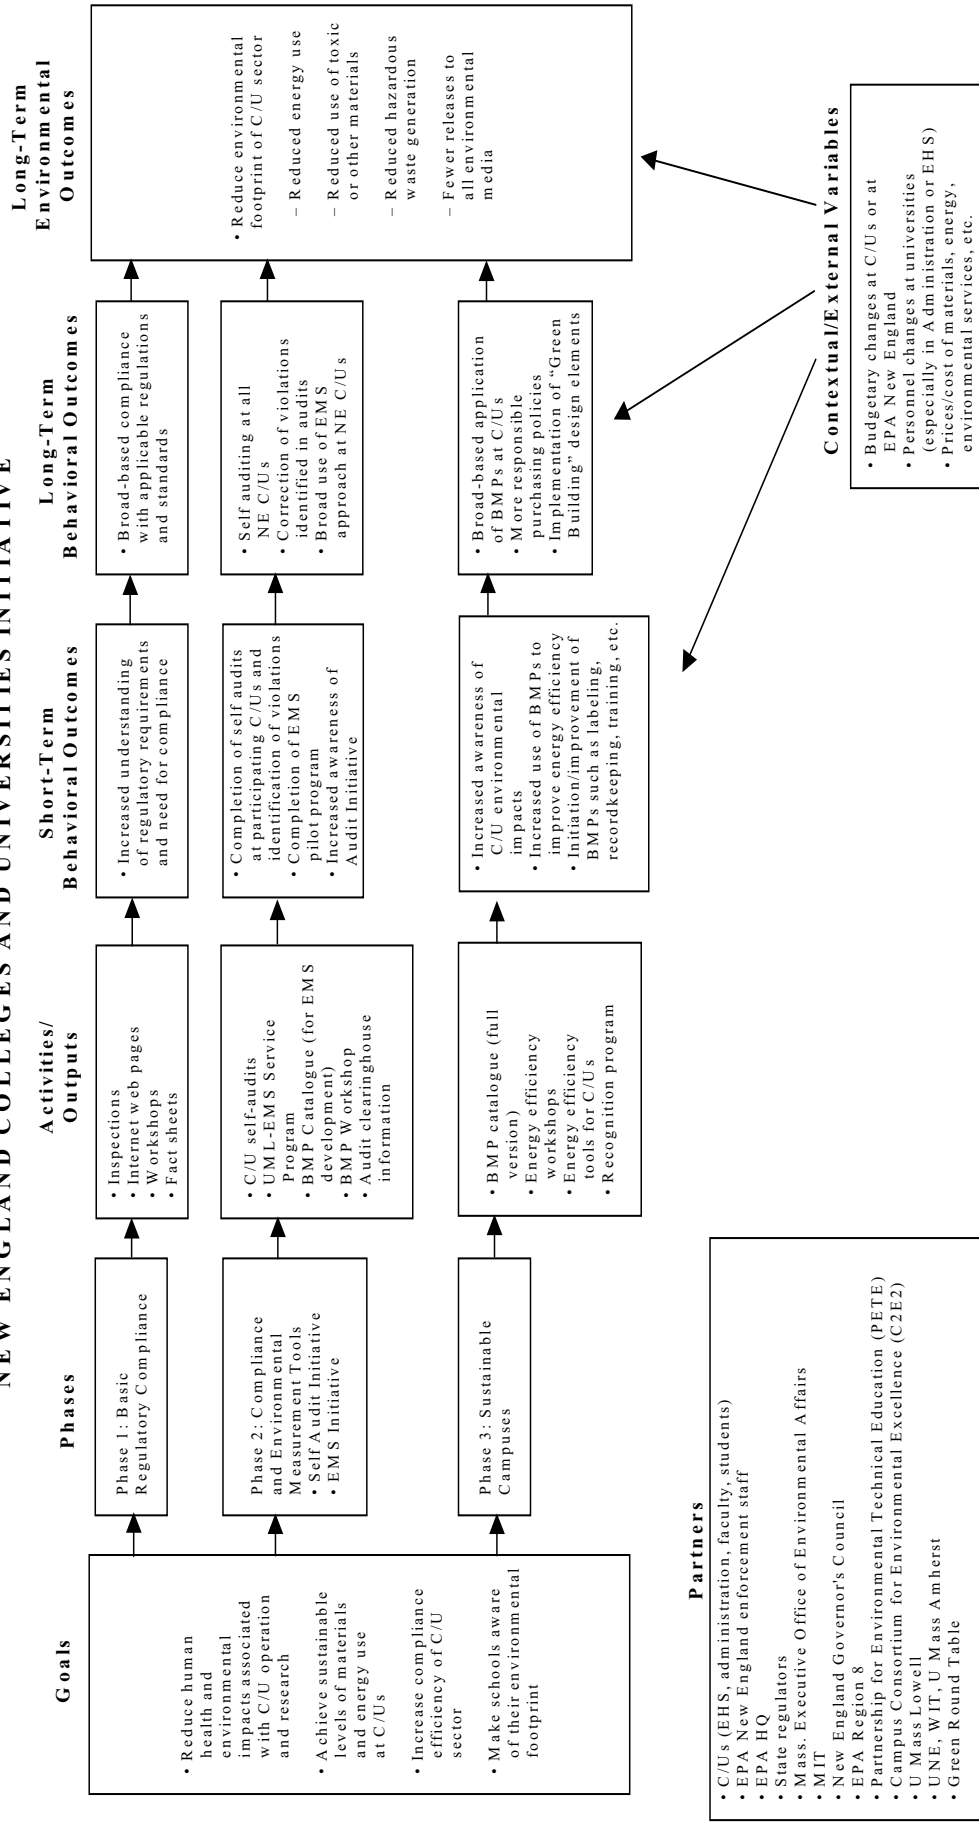 NEW ENGLAND COLLEGES AND UNIVERSITIES INITIATIVE
Goals
• Reduce human
health and
environmental
impacts associated
with C/U operation
and research
• Achieve sustainable
levels of materials
and energy use
at C/Us
• Increase compliance
efficiency of C/U
sector
• Make schools aware
of their environmental
footprint
Phases
Phase 1: Basic
Regulatory Compliance
Phase 2: Compliance
and Environmental
Measurement Tools
• Self Audit Initiative
• EMS Initiative
Phase 3: Sustainable
Campuses
Activities/
Outputs
• Inspections
• Internet web pages
• Workshops
• Fact sheets
• C/U self-audits
• UML-EMS Service
Program
• BMP Catalogue (for EMS
development)
• BMP Workshop
• Audit clearinghouse
information
• BMP catalogue (full
version)
• Energy efficiency
workshops
• Energy efficiency
tools for C/Us
• Recognition program
Short-Term
Behavioral Outcomes
• Increased understanding
of regulatory requirements
and need for compliance
• Completion of self audits
at participating C/Us and
identification of violations
• Completion of EMS
pilot program
• Increased awareness of
Audit Initiative
• Increased awareness of
C/U environmental
impacts
• Increased use of BMPs to
improve energy efficiency
• Initiation/improvement of
BMPs such as labeling,
recordkeeping, training, etc.
Long-Term
Behavioral Outcomes
• Broad-based compliance
with applicable regulations
and standards
• Self auditing at all
NE C/Us
• Correction of violations
identified in audits
• Broad use of EMS
approach at NE C/Us
• Broad-based application
of BMPs at C/Us
• More responsible
purchasing policies
• Implementation of “Green
Building” design elements
Long-Term
Environmental
Outcomes
• Reduce environmental
footprint of C/U sector
– Reduced energy use
– Reduced use of toxic
or other materials
– Reduced hazardous
waste generation
– Fewer releases to
all environmental
media
Partners
• C/Us (EHS, administration, faculty, students)
• EPA New England enforcement staff
• EPA HQ
• State regulators
• Mass. Executive Office of Environmental Affairs
• MIT
• New England Governor's Council
• EPA Region 8
• Partnership for Environmental Technical Education (PETE)
• Campus Consortium for Environmental Excellence (C2E2)
• U Mass Lowell
• UNE, WIT, U Mass Amherst
• Green Round Table
Contextual/External Variables
• Budgetary changes at C/Us or at
EPA New England
• Personnel changes at universities
(especially in Administration or EHS)
• Prices/cost of materials, energy,
environmental services, etc.